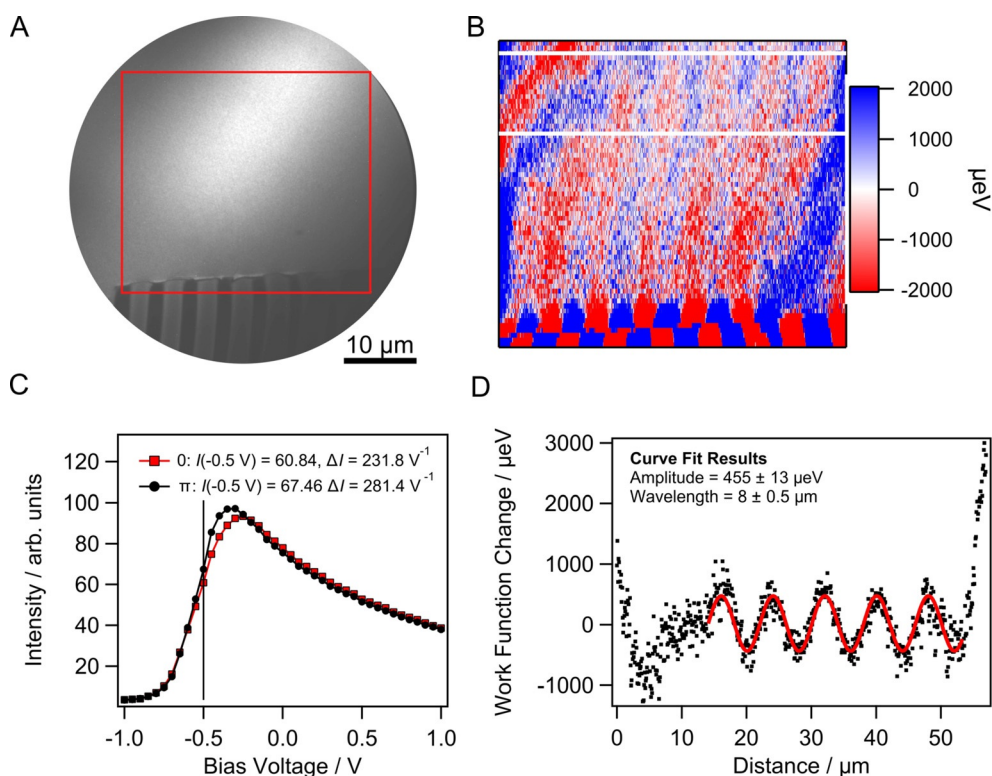 A
10 µm
B
2000
1000
0
-1000
-2000
µeV
C
0: I(-0.5 V) = 60.84, ΔI = 231.8 V⁻¹
π: I(-0.5 V) = 67.46 ΔI = 281.4 V⁻¹
120
100
80
60
40
20
Intensity / arb. units
-1.0
-0.5
0.0
0.5
1.0
Bias Voltage / V
D
Curve Fit Results
Amplitude = 455 ± 13 µeV
Wavelength = 8 ± 0.5 µm
3000
2000
1000
0
-1000
Work Function Change / µeV
0
10
20
30
40
50
Distance / µm